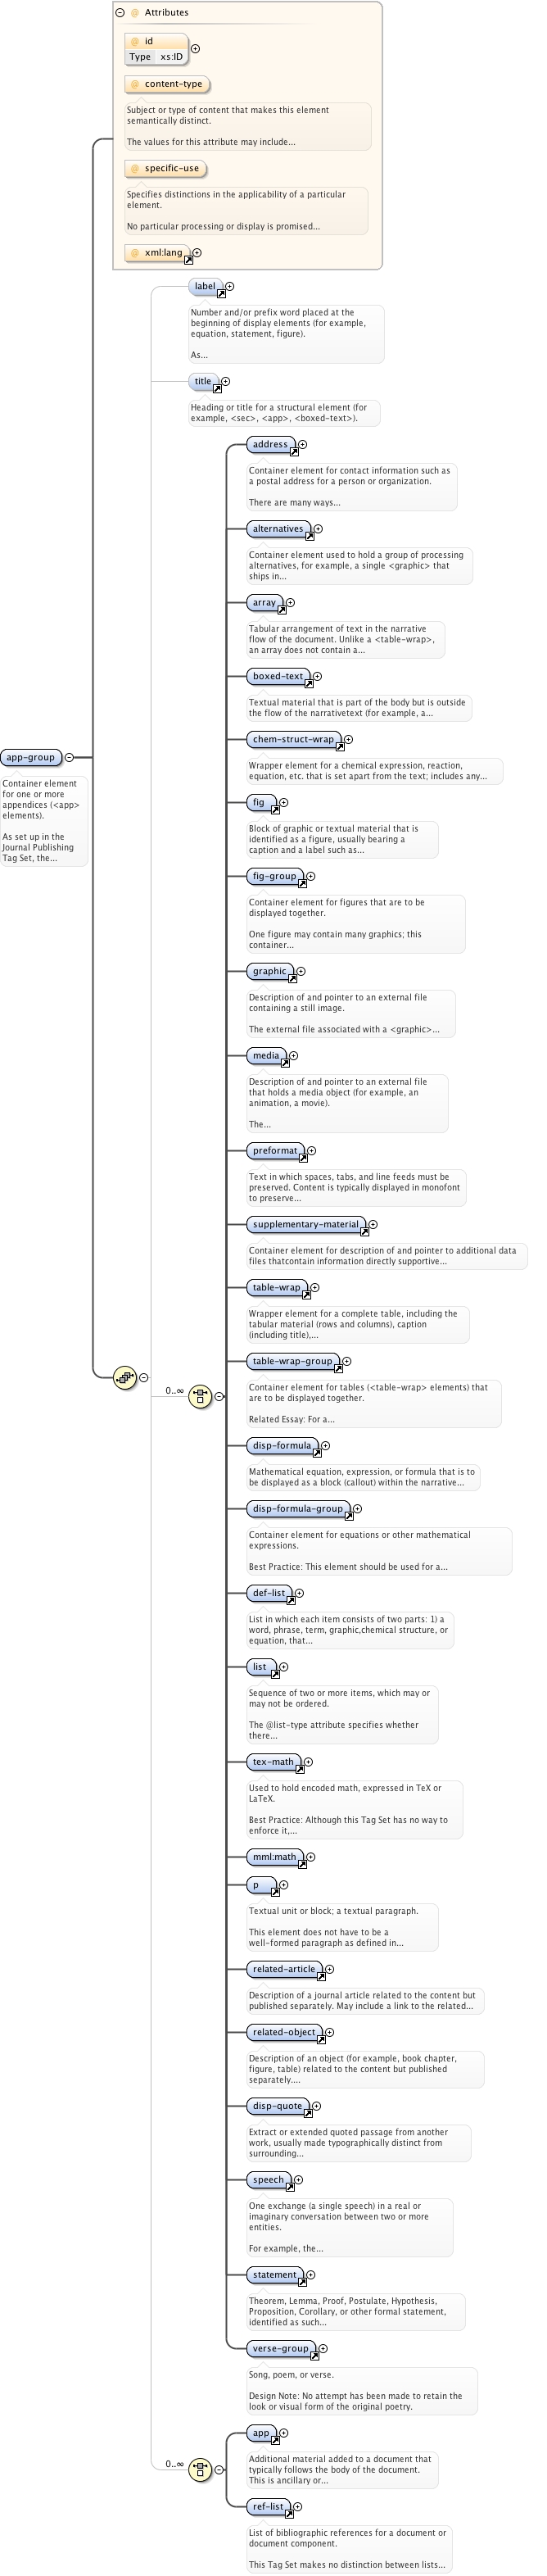 @ Attributes
@ id
Type xs:ID
@ content-type
Subject or type of content that makes this element
semantically distinct.
The values for this attribute may include...
@ specific-use
Specifies distinctions in the applicability of a particular
element.
No particular processing or display is promised...
@ xml:lang
label
Number and/or prefix word placed at the
beginning of display elements (for example,
equation, statement, figure).
As...
title
Heading or title for a structural element (for
example, <sec>, <app>, <boxed-text>).
address
Container element for contact information such as
a postal address for a person or organization.
There are many ways...
alternatives
Container element used to hold a group of processing
alternatives, for example, a single <graphic> that
ships in...
array
Tabular arrangement of text in the narrative
flow of the document. Unlike a <table-wrap>,
an array does not contain a...
boxed-text
Textual material that is part of the body but is outside
the flow of the narrativetext (for example, a...
chem-struct-wrap
Wrapper element for a chemical expression, reaction,
equation, etc. that is set apart from the text; includes any...
app-group
Container element
for one or more
appendices (<app>
elements).
As set up in the
Journal Publishing
Tag Set, the...
fig
Block of graphic or textual material that is
identified as a figure, usually bearing a
caption and a label such as...
fig-group
Container element for figures that are to be
displayed together.
One figure may contain many graphics; this
container...
graphic
Description of and pointer to an external file
containing a still image.
The external file associated with a <graphic>...
media
Description of and pointer to an external file
that holds a media object (for example, an
animation, a movie).
The...
preformat
Text in which spaces, tabs, and line feeds must be
preserved. Content is typically displayed in monofont
to preserve...
supplementary-material
Container element for description of and pointer to additional data
files thatcontain information directly supportive...
table-wrap
Wrapper element for a complete table, including the
tabular material (rows and columns), caption
(including title),...
table-wrap-group
Container element for tables (<table-wrap> elements) that
are to be displayed together.
Related Essay: For a...
0..∞
disp-formula
Mathematical equation, expression, or formula that is to
be displayed as a block (callout) within the narrative...
disp-formula-group
Container element for equations or other mathematical
expressions.
Best Practice: This element should be used for a...
def-list
List in which each item consists of two parts: 1) a
word, phrase, term, graphic,chemical structure, or
equation, that...
list
Sequence of two or more items, which may or
may not be ordered.
The @list-type attribute specifies whether
there...
tex-math
Used to hold encoded math, expressed in TeX or
LaTeX.
Best Practice: Although this Tag Set has no way to
enforce it,...
mml:math
p
Textual unit or block; a textual paragraph.
This element does not have to be a
well-formed paragraph as defined in...
related-article
Description of a journal article related to the content but
published separately. May include a link to the related...
related-object
Description of an object (for example, book chapter,
figure, table) related to the content but published
separately....
disp-quote
Extract or extended quoted passage from another
work, usually made typographically distinct from
surrounding...
speech
One exchange (a single speech) in a real or
imaginary conversation between two or more
entities.
For example, the...
statement
Theorem, Lemma, Proof, Postulate, Hypothesis,
Proposition, Corollary, or other formal statement,
identified as such...
verse-group
Song, poem, or verse.
Design Note: No attempt has been made to retain the
look or visual form of the original poetry.
app
Additional material added to a document that
typically follows the body of the document.
This is ancillary or...
0..∞
ref-list
List of bibliographic references for a document or
document component.
This Tag Set makes no distinction between lists...